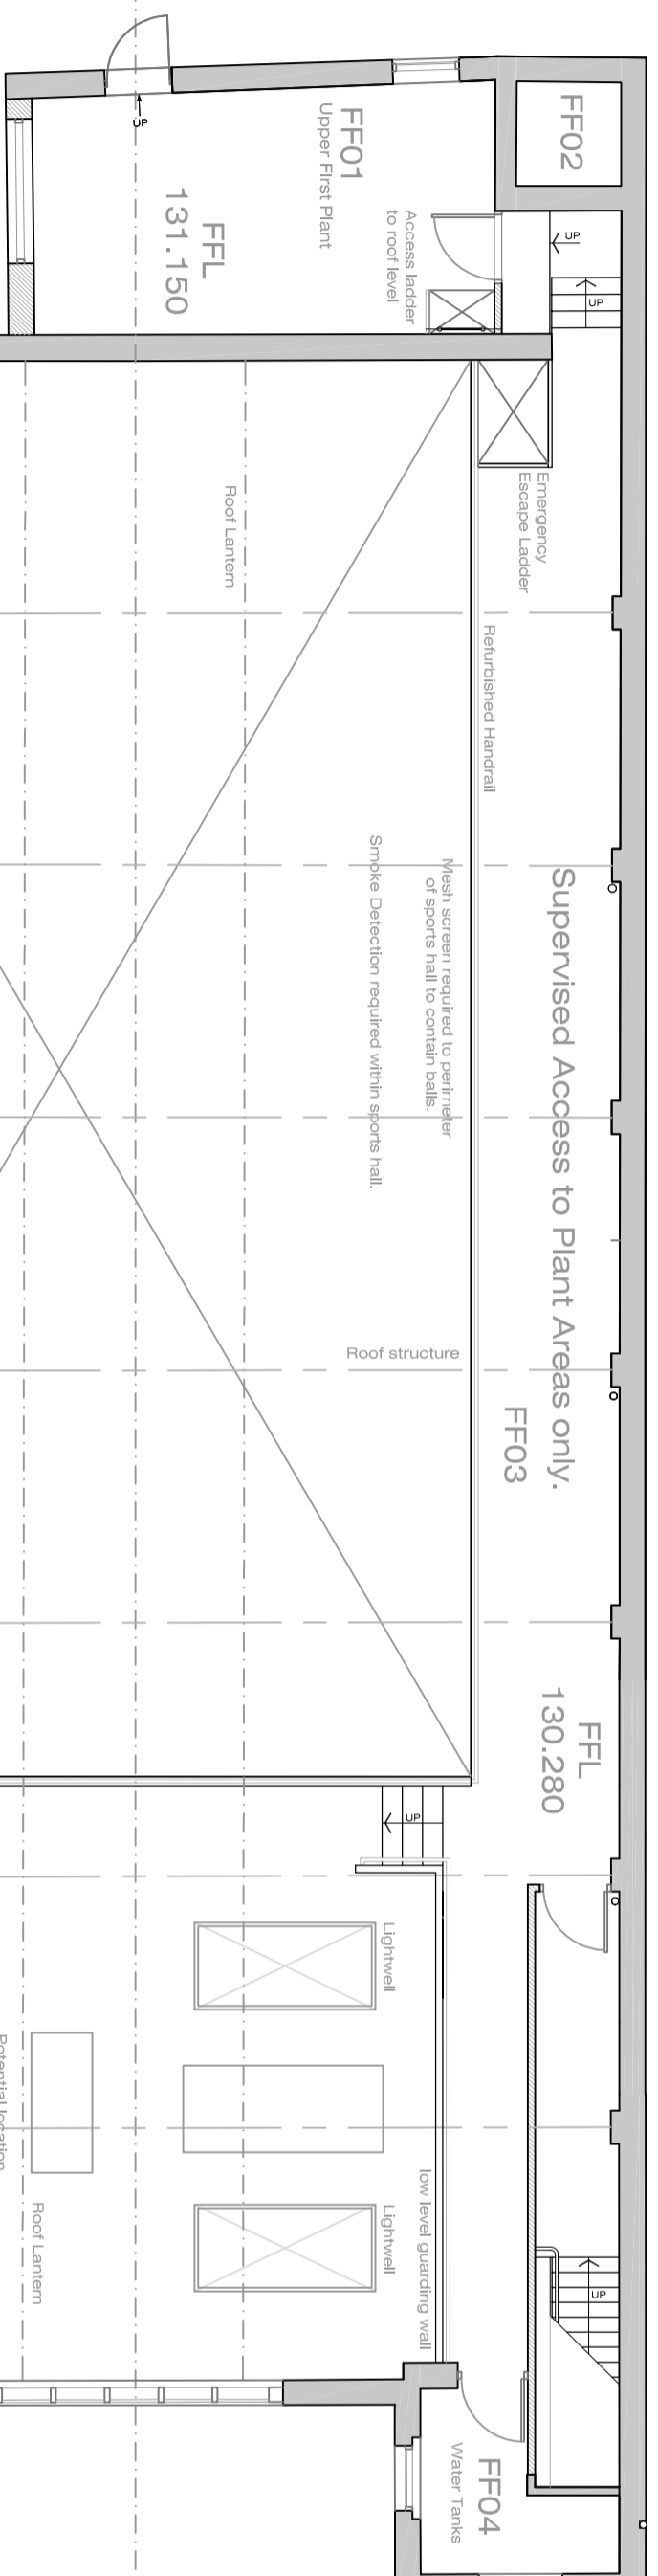 FF02
FF01
Upper FIrst Plant
UP
FFL
131.150
Access ladder
to roof level
UP
UP
Emergency
Escape Ladder
Roof Lantern
Refurbished Handrail
Mesh screen required to perimeter
of sports hall to contain balls.
Smoke Detection required within sports hall.
Supervised Access to Plant Areas only.
Roof structure
FF03
FFL
130.280
UP
Lightwell
Potential location
Roof Lantern
Lightwell
low level guarding wall
UP
FF04
Water Tanks